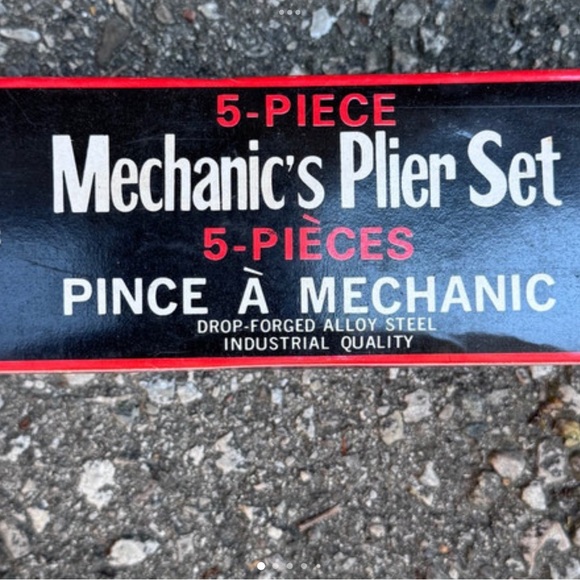 5-PIECE
Mechanic's Plier Set
5-PIÈCES
PINCE À MECHANIC
DROP-FORGED ALLOY STEEL
INDUSTRIAL QUALITY